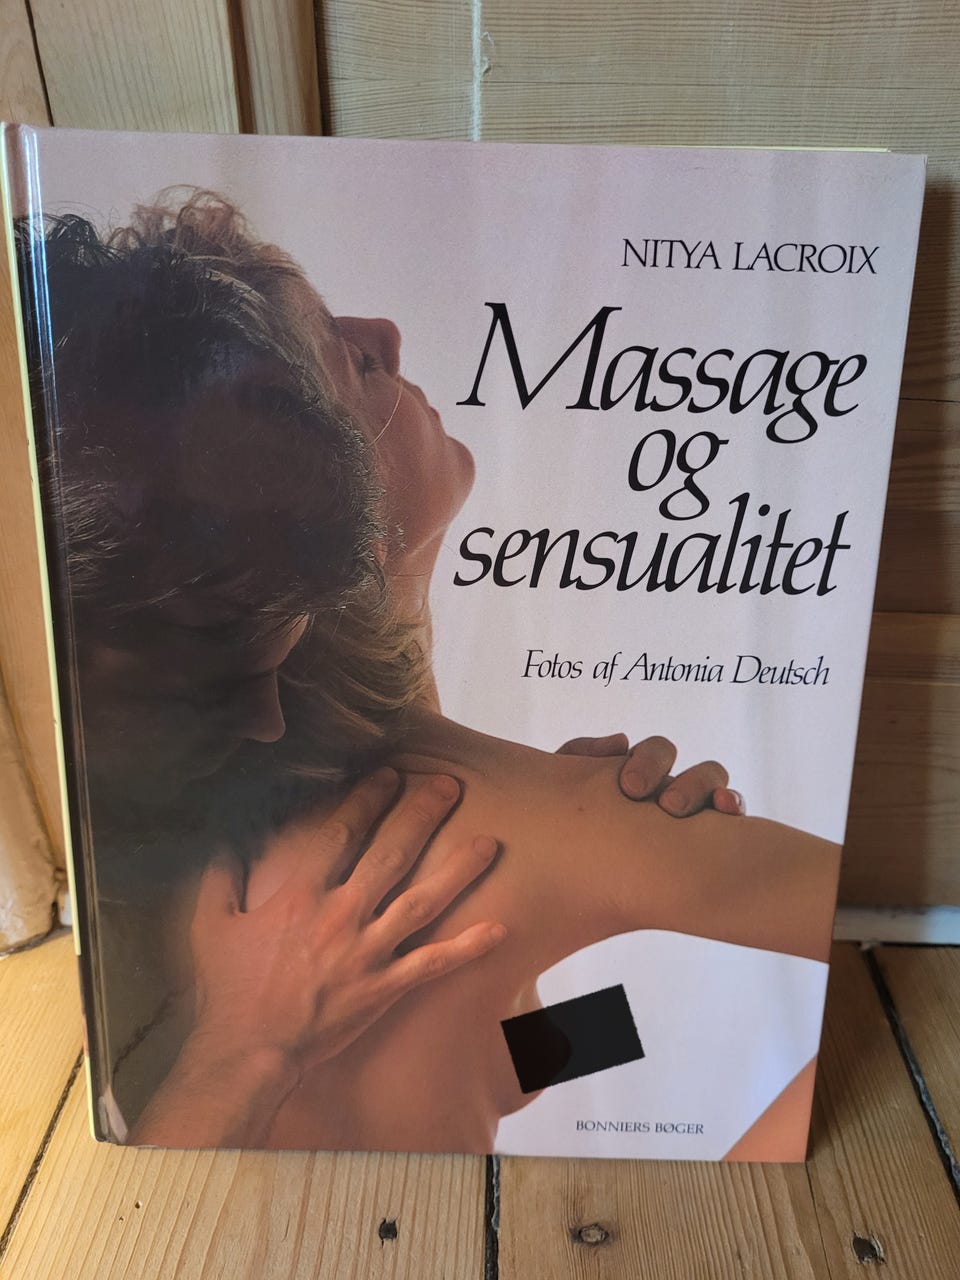 NITYA LACROIX
Massage
og
sensualitet
Fotos af Antonia Deutsch
BONNIERS BØGER